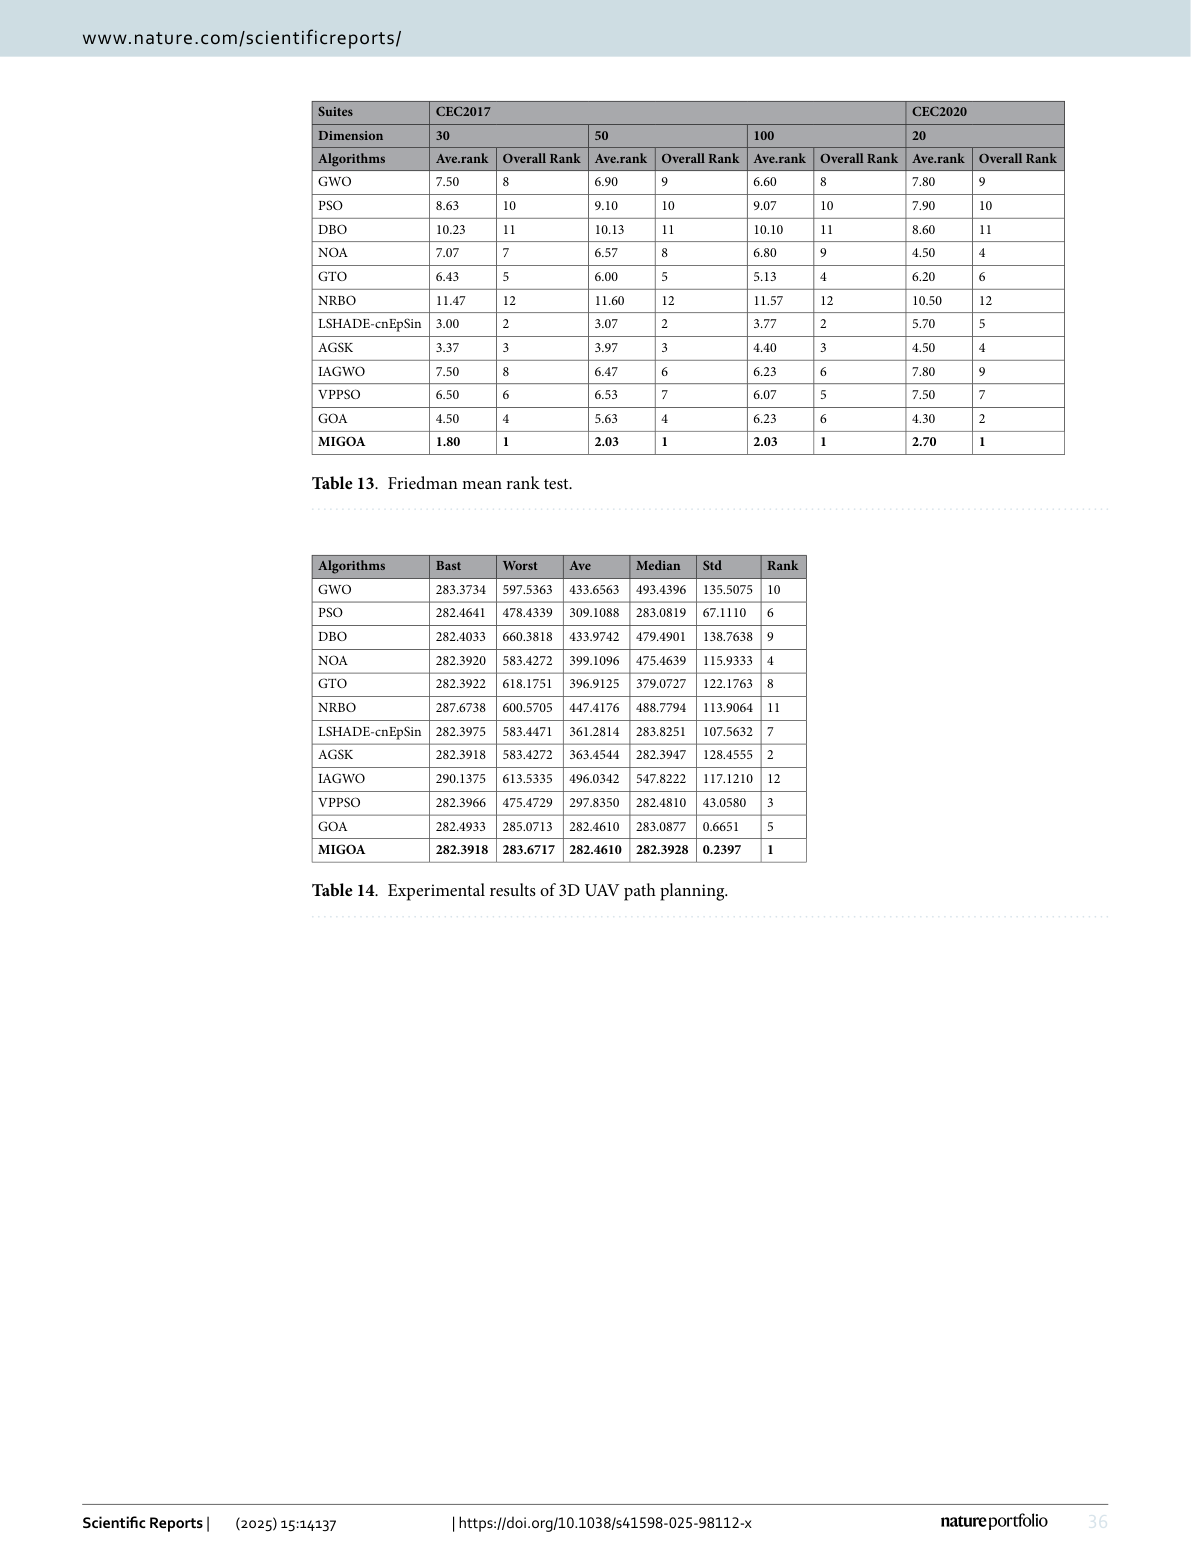 www.nature.com/scientificreports/
Suites CEC2017 CEC2020
Dimension 30 50 100 20
Algorithms Ave.rank Overall Rank Ave.rank Overall Rank Ave.rank Overall Rank Ave.rank Overall Rank
GWO 7.50 8 6.90 9 6.60 8 7.80 9
PSO 8.63 10 9.10 10 9.07 10 7.90 10
DBO 10.23 11 10.13 11 10.10 11 8.60 11
NOA 7.07 7 6.57 8 6.80 9 4.50 4
GTO 6.43 5 6.00 5 5.13 4 6.20 6
NRBO 11.47 12 11.60 12 11.57 12 10.50 12
LSHADE-cnEpSin 3.00 2 3.07 2 3.77 2 5.70 5
AGSK 3.37 3 3.97 3 4.40 3 4.50 4
IAGWO 7.50 8 6.47 6 6.23 6 7.80 9
VPPSO 6.50 6 6.53 7 6.07 5 7.50 7
GOA 4.50 4 5.63 4 6.23 6 4.30 2
MIGOA 1.80 1 2.03 1 2.03 1 2.70 1
Table 13. Friedman mean rank test.
Algorithms Bast Worst Ave Median Std Rank
GWO 283.3734 597.5363 433.6563 493.4396 135.5075 10
PSO 282.4641 478.4339 309.1088 283.0819 67.1110 6
DBO 282.4033 660.3818 433.9742 479.4901 138.7638 9
NOA 282.3920 583.4272 399.1096 475.4639 115.9333 4
GTO 282.3922 618.1751 396.9125 379.0727 122.1763 8
NRBO 287.6738 600.5705 447.4176 488.7794 113.9064 11
LSHADE-cnEpSin 282.3975 583.4471 361.2814 283.8251 107.5632 7
AGSK 282.3918 583.4272 363.4544 282.3947 128.4555 2
IAGWO 290.1375 613.5335 496.0342 547.8222 117.1210 12
VPPSO 282.3966 475.4729 297.8350 282.4810 43.0580 3
GOA 282.4933 285.0713 282.4610 283.0877 0.6651 5
MIGOA 282.3918 283.6717 282.4610 282.3928 0.2397 1
Table 14. Experimental results of 3D UAV path planning.
Scientific Reports | (2025) 15:14137 | https://doi.org/10.1038/s41598-025-98112-x nature portfolio 36